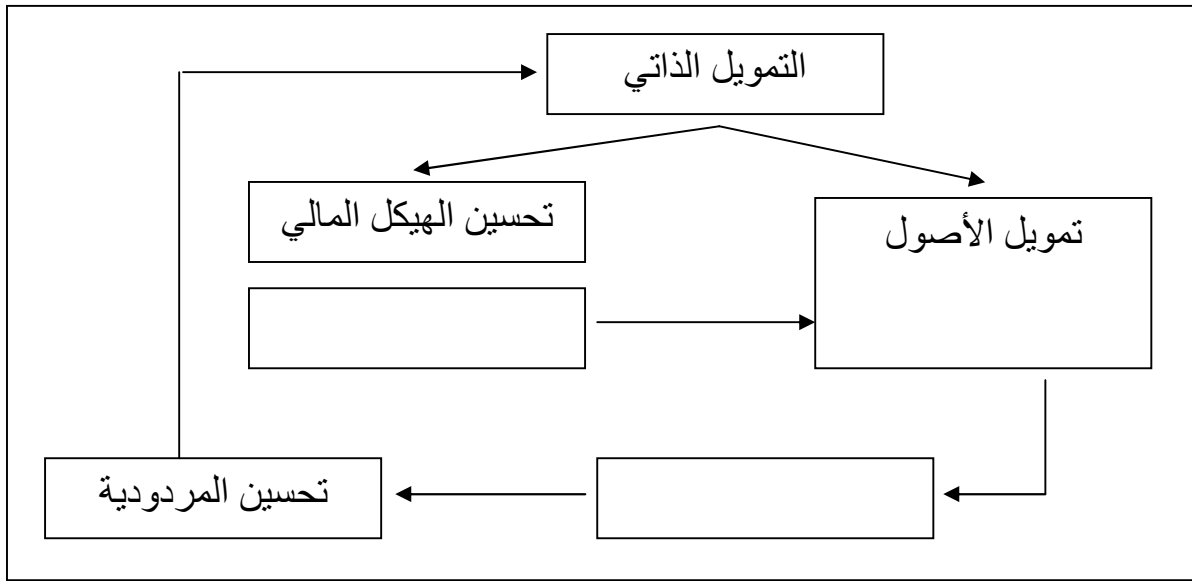 التمويل الذاتي
تحسين الهيكل المالي
تمويل الأصول
تحسين المردودية